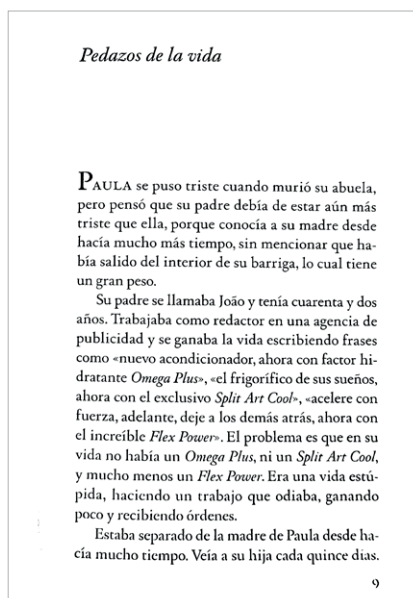 Pedazos de la vida
PAULA se puso triste cuando murió su abuela,
pero pensó que su padre debía de estar aún más
triste que ella, porque conocía a su madre desde
hacía mucho más tiempo, sin mencionar que ha-
bía salido del interior de su barriga, lo cual tiene
un gran peso.
Su padre se llamaba João y tenía cuarenta y dos
años. Trabajaba como redactor en una agencia de
publicidad y se ganaba la vida escribiendo frases
como «nuevo acondicionador, ahora con factor hi-
dratante Omega Plus», «el frigorífico de sus sueños,
ahora con el exclusivo Split Art Cool», «acelere con
fuerza, adelante, deje a los demás atrás, ahora con
el increíble Flex Power». El problema es que en su
vida no había un Omega Plus, ni un Split Art Cool,
y mucho menos un Flex Power. Era una vida estú-
pida, haciendo un trabajo que odiaba, ganando
poco y recibiendo órdenes.
Estaba separado de la madre de Paula desde ha-
cía mucho tiempo. Veía a su hija cada quince días.
9